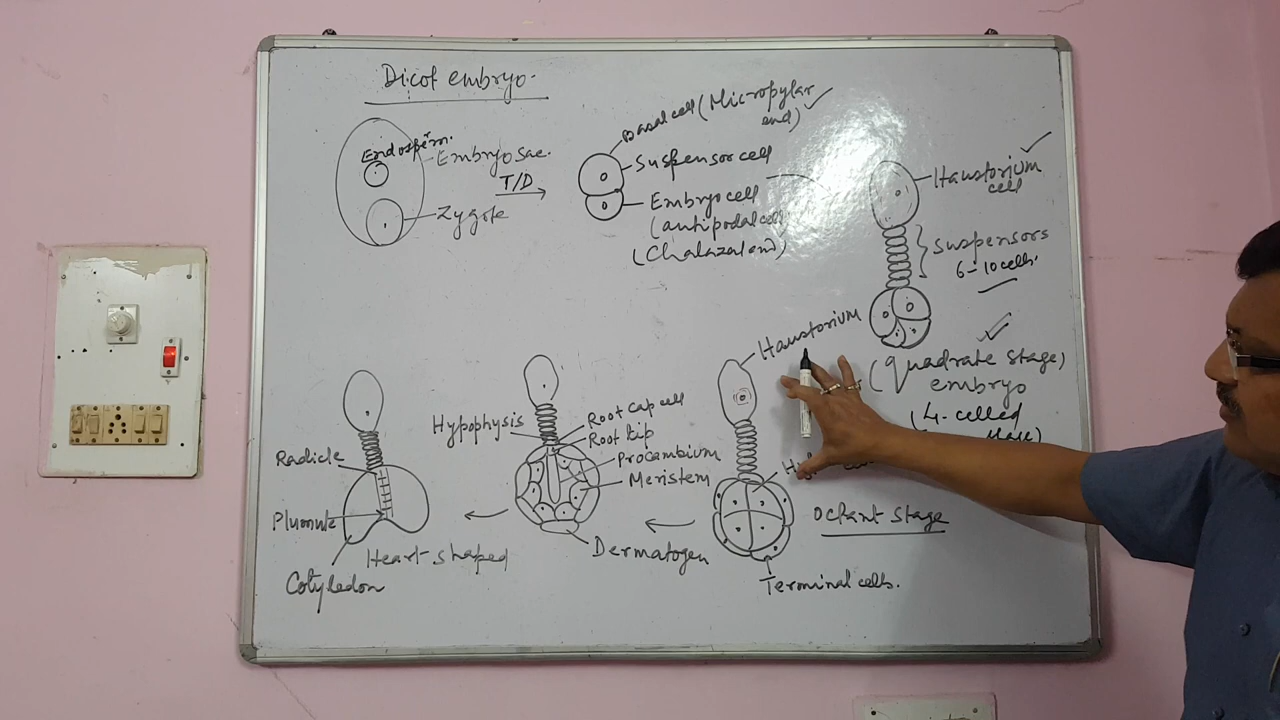 Dicot embryo.
Endosperm.
Embryo sac.
Zygote
T/D
Basal cell (Micropylar
end)
Suspensor cell
Embryo cell
(antipodal cell
(Chalazal end)
Haustorium
cell
Suspensors
6-10 cells.
(quadrate stage)
embryo
(4-celled
Haustorium
Octant stage
Terminal cells.
Hypophysis
Root cap cell
Root tip
Procambium
Meristem
Dermatogen
Radicle
Plumule
Cotyledon
Heart shaped